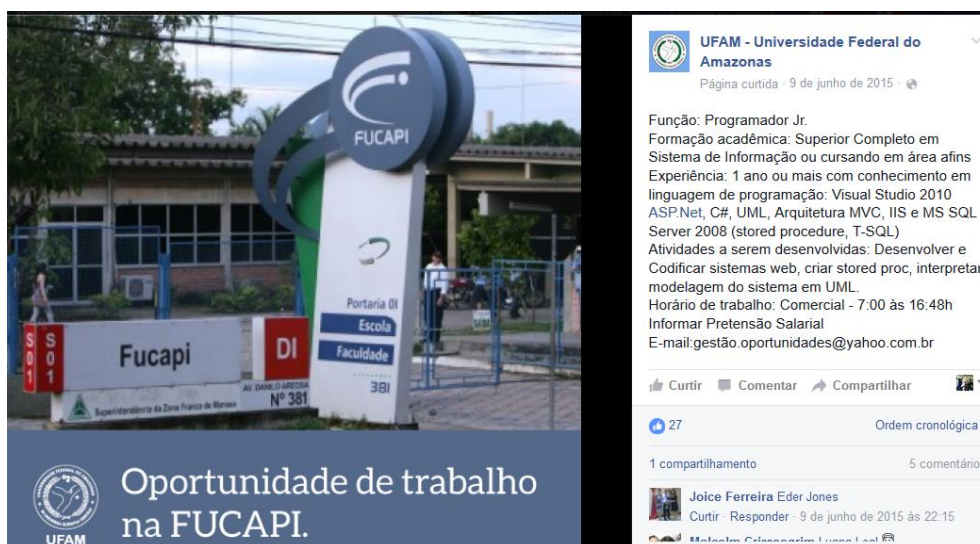 FUCAPI
Portaria 01
Escola
Faculdade
381
S01
S01
Fucapi
DI
AV. DANILO AREOSA
Nº 381
Superintendência da Zona Franca de Manaus
UFAM
Oportunidade de trabalho
na FUCAPI.
UFAM - Universidade Federal do
Amazonas
Página curtida · 9 de junho de 2015 ·
Função: Programador Jr.
Formação acadêmica: Superior Completo em
Sistema de Informação ou cursando em área afins
Experiência: 1 ano ou mais com conhecimento em
linguagem de programação: Visual Studio 2010
ASP.Net, C#, UML, Arquitetura MVC, IIS e MS SQL
Server 2008 (stored procedure, T-SQL)
Atividades a serem desenvolvidas: Desenvolver e
Codificar sistemas web, criar stored proc, interpretar
modelagem do sistema em UML.
Horário de trabalho: Comercial - 7:00 às 16:48h
Informar Pretensão Salarial
E-mail:gestão.oportunidades@yahoo.com.br
Curtir Comentar Compartilhar
27 Ordem cronológica
1 compartilhamento 5 comentário
Joice Ferreira Eder Jones
Curtir · Responder · 9 de junho de 2015 às 22:15